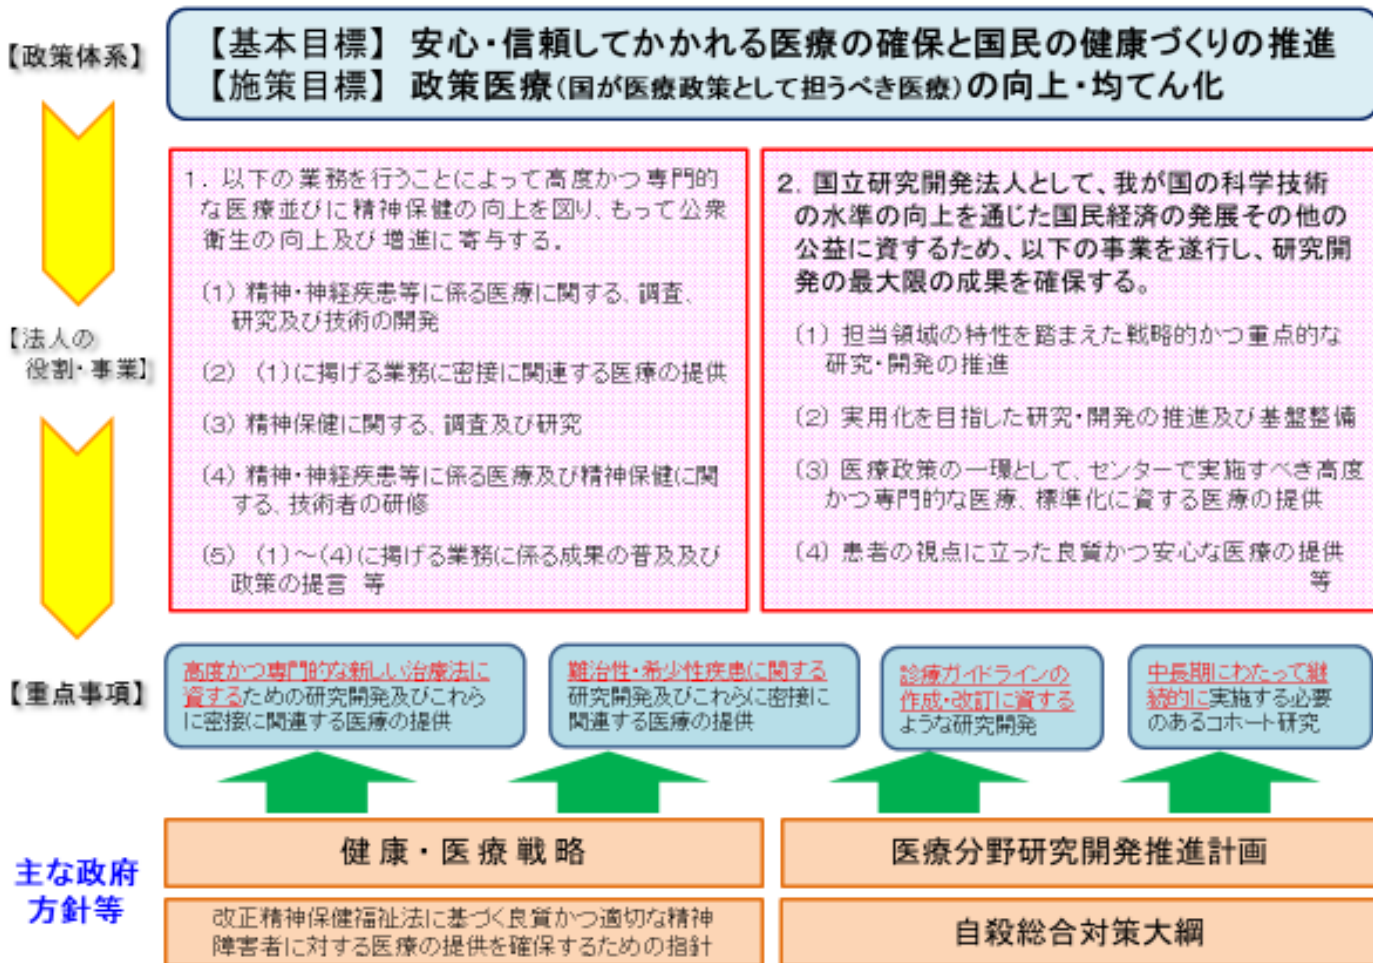 【政策体系】
【基本目標】 安心・信頼してかかれる医療の確保と国民の健康づくりの推進
【施策目標】 政策医療(国が医療政策として担うべき医療)の向上・均てん化
【法人の
役割・事業】
1. 以下の業務を行うことによって高度かつ専門的
な医療並びに精神保健の向上を図り、もって公衆
衛生の向上及び増進に寄与する。
(1) 精神・神経疾患等に係る医療に関する、調査、
研究及び技術の開発
(2) (1)に掲げる業務に密接に関連する医療の提供
(3) 精神保健に関する、調査及び研究
(4) 精神・神経疾患等に係る医療及び精神保健に関
する、技術者の研修
(5) (1)～(4)に掲げる業務に係る成果の普及及び
政策の提言 等
2. 国立研究開発法人として、我が国の科学技術
の水準の向上を通じた国民経済の発展その他の
公益に資するため、以下の事業を遂行し、研究開
発の最大限の成果を確保する。
(1) 担当領域の特性を踏まえた戦略的かつ重点的な
研究・開発の推進
(2) 実用化を目指した研究・開発の推進及び基盤整備
(3) 医療政策の一環として、センターで実施すべき高度
かつ専門的な医療、標準化に資する医療の提供
(4) 患者の視点に立った良質かつ安心な医療の提供
等
【重点事項】
高度かつ専門的な新しい治療法に
資するための研究開発及びこれら
に密接に関連する医療の提供
難治性・希少性疾患に関する
研究開発及びこれらに密接に
関連する医療の提供
診療ガイドラインの
作成・改訂に資する
ような研究開発
中長期にわたって継
続的に実施する必要
のあるコホート研究
主な政府
方針等
健康・医療戦略
医療分野研究開発推進計画
改正精神保健福祉法に基づく良質かつ適切な精神
障害者に対する医療の提供を確保するための指針
自殺総合対策大綱